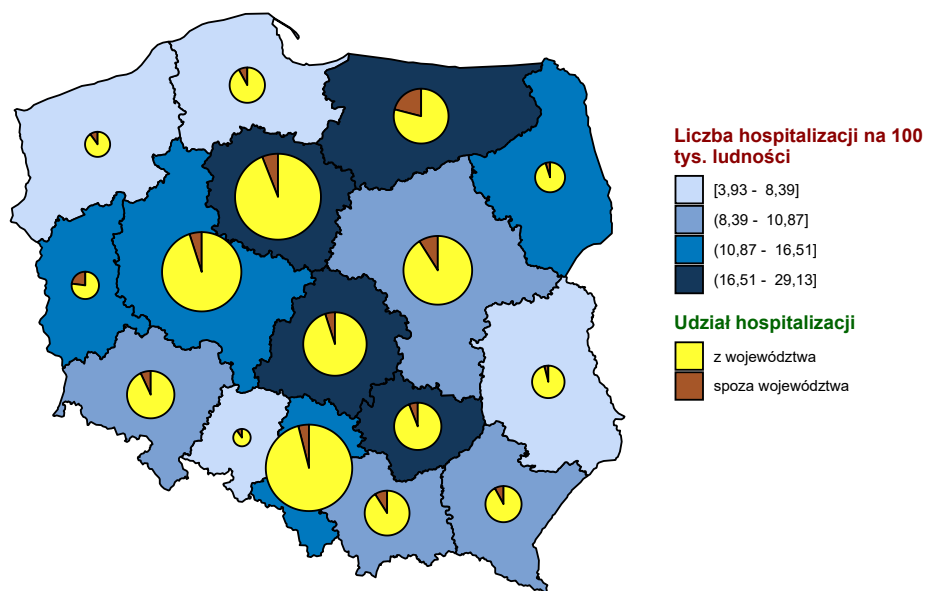 Liczba hospitalizacji na 100
tys. ludności
[3,93 - 8,39]
(8,39 - 10,87]
(10,87 - 16,51]
(16,51 - 29,13]
Udział hospitalizacji
z województwa
spoza województwa